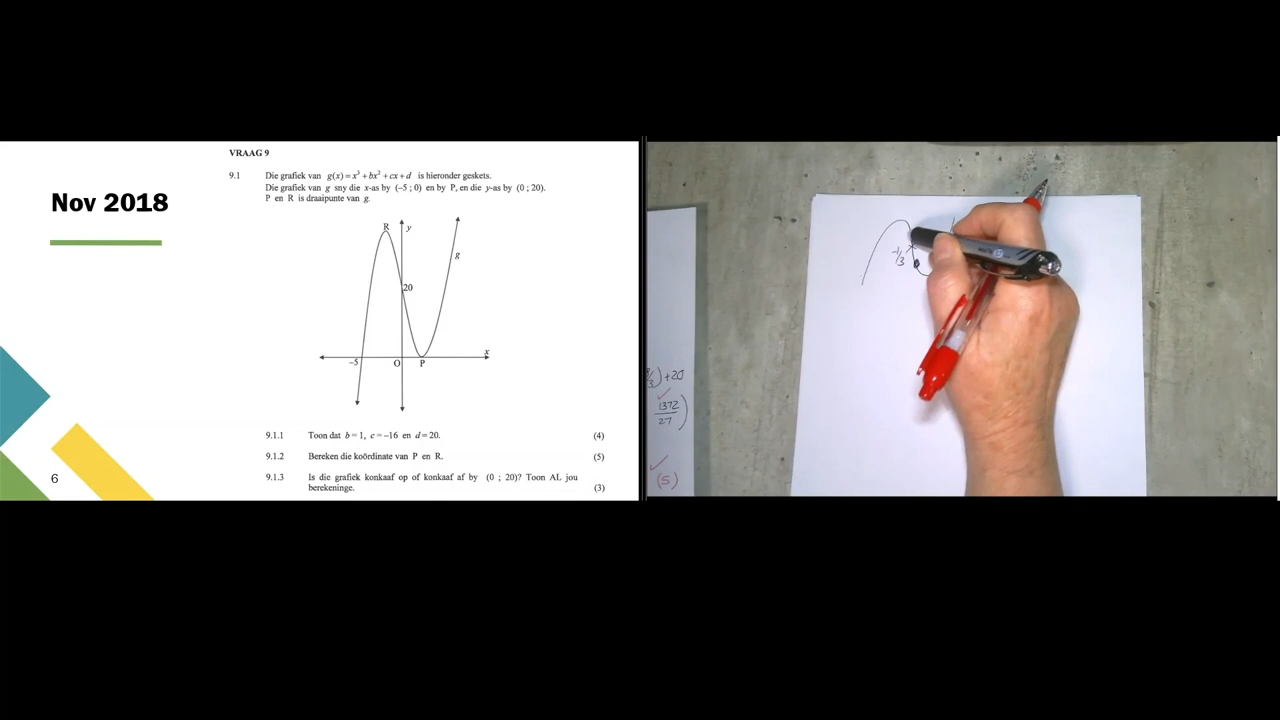 Nov 2018
6
VRAAG 9
9.1 Die grafiek van g(x) = x³ + bx² + cx + d is hieronder geskets.
Die grafiek van g sny die x-as by (–5 ; 0) en by P, en die y-as by (0 ; 20).
P en R is draaipunte van g.
R
y
g
20
x
–5
O
P
9.1.1 Toon dat b = 1, c = –16 en d = 20. (4)
9.1.2 Bereken die koördinate van P en R. (5)
9.1.3 Is die grafiek konkaaf op of konkaaf af by (0 ; 20)? Toon AL jou
berekeninge. (3)
-1/3
) + 20
1372/27)
(5)